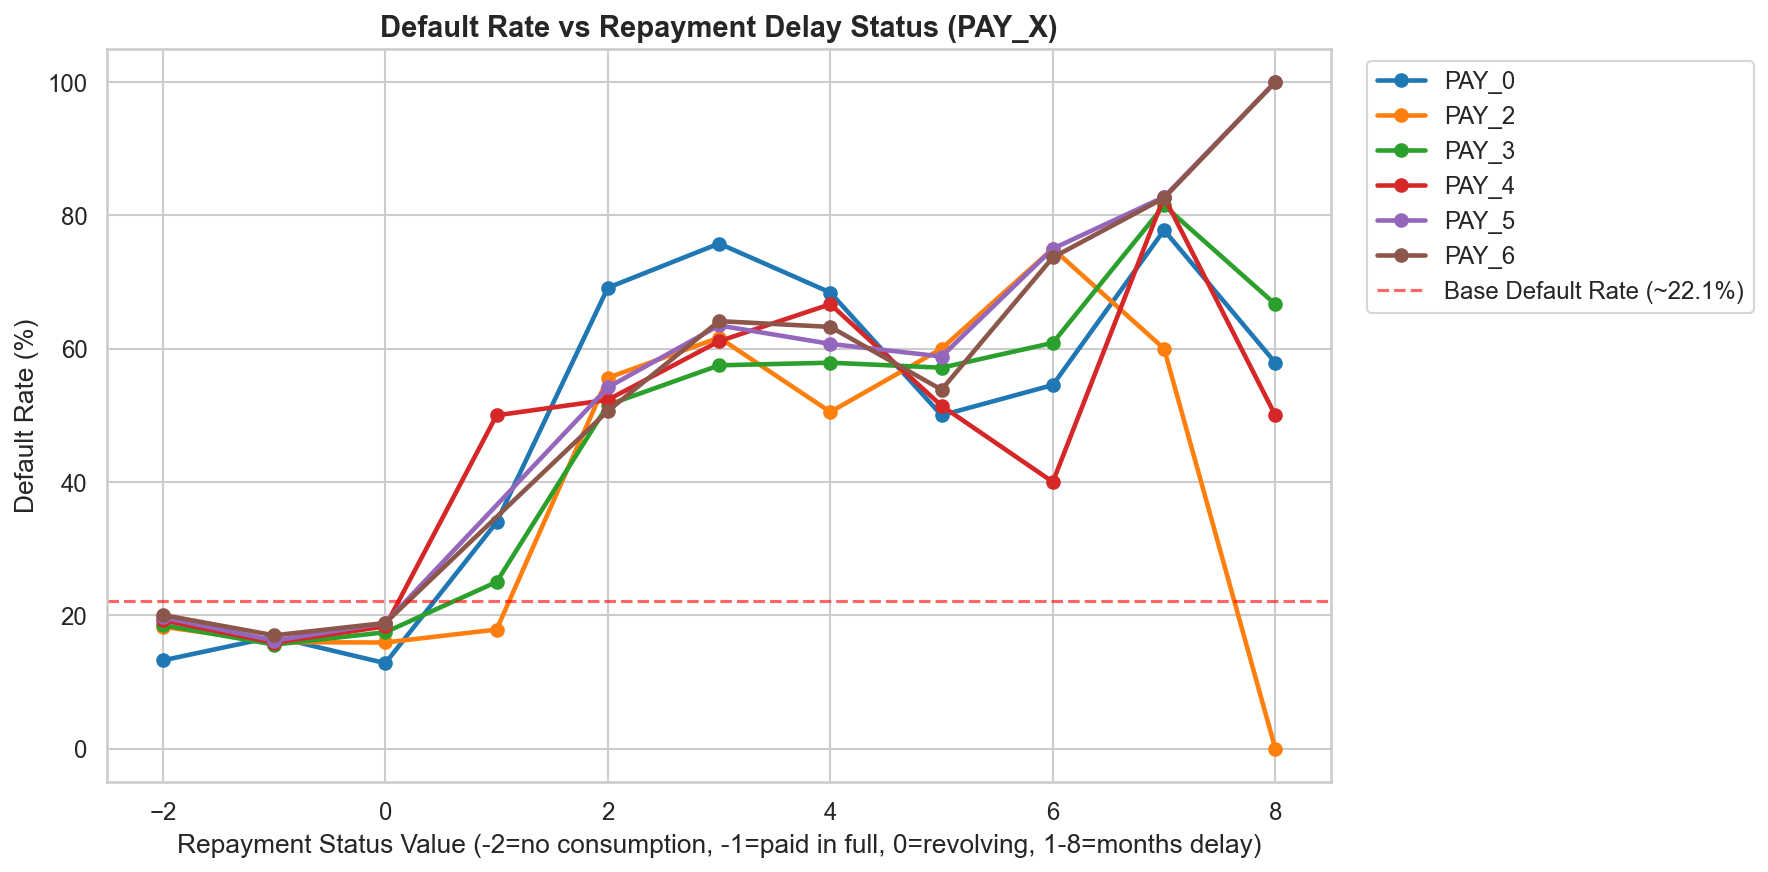 Default Rate vs Repayment Delay Status (PAY_X)
100
80
60
40
20
0
Default Rate (%)
−2
0
2
4
6
8
Repayment Status Value (-2=no consumption, -1=paid in full, 0=revolving, 1-8=months delay)
PAY_0
PAY_2
PAY_3
PAY_4
PAY_5
PAY_6
Base Default Rate (~22.1%)